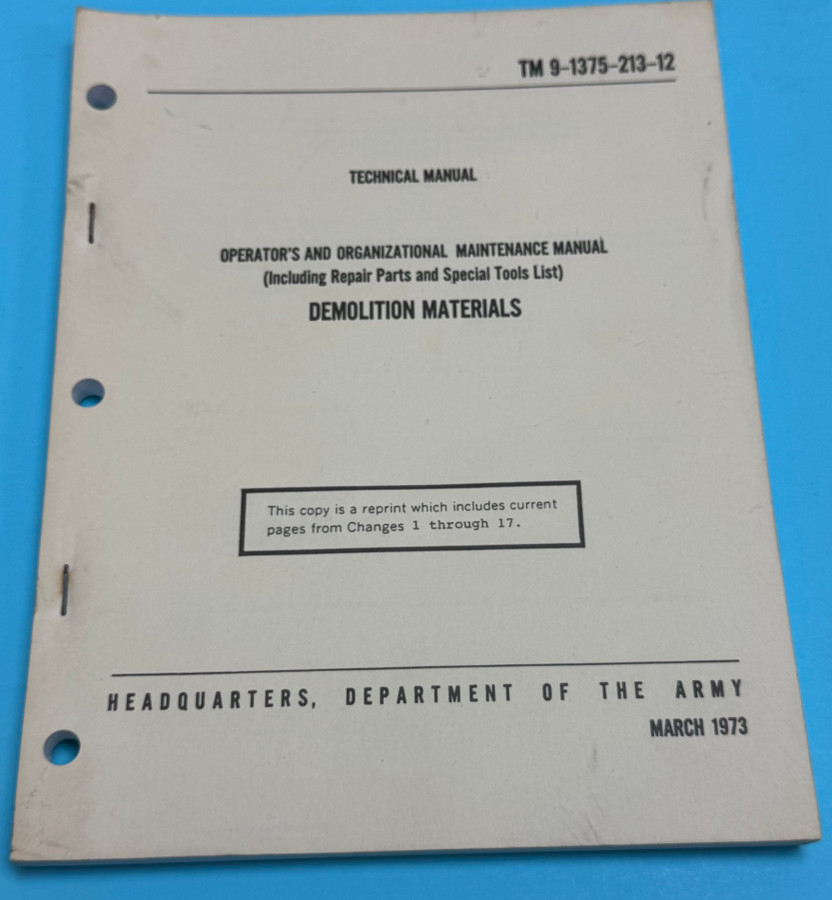 TM 9-1375-213-12
TECHNICAL MANUAL
OPERATOR'S AND ORGANIZATIONAL MAINTENANCE MANUAL
(Including Repair Parts and Special Tools List)
DEMOLITION MATERIALS
This copy is a reprint which includes current
pages from Changes 1 through 17.
HEADQUARTERS, DEPARTMENT OF THE ARMY
MARCH 1973